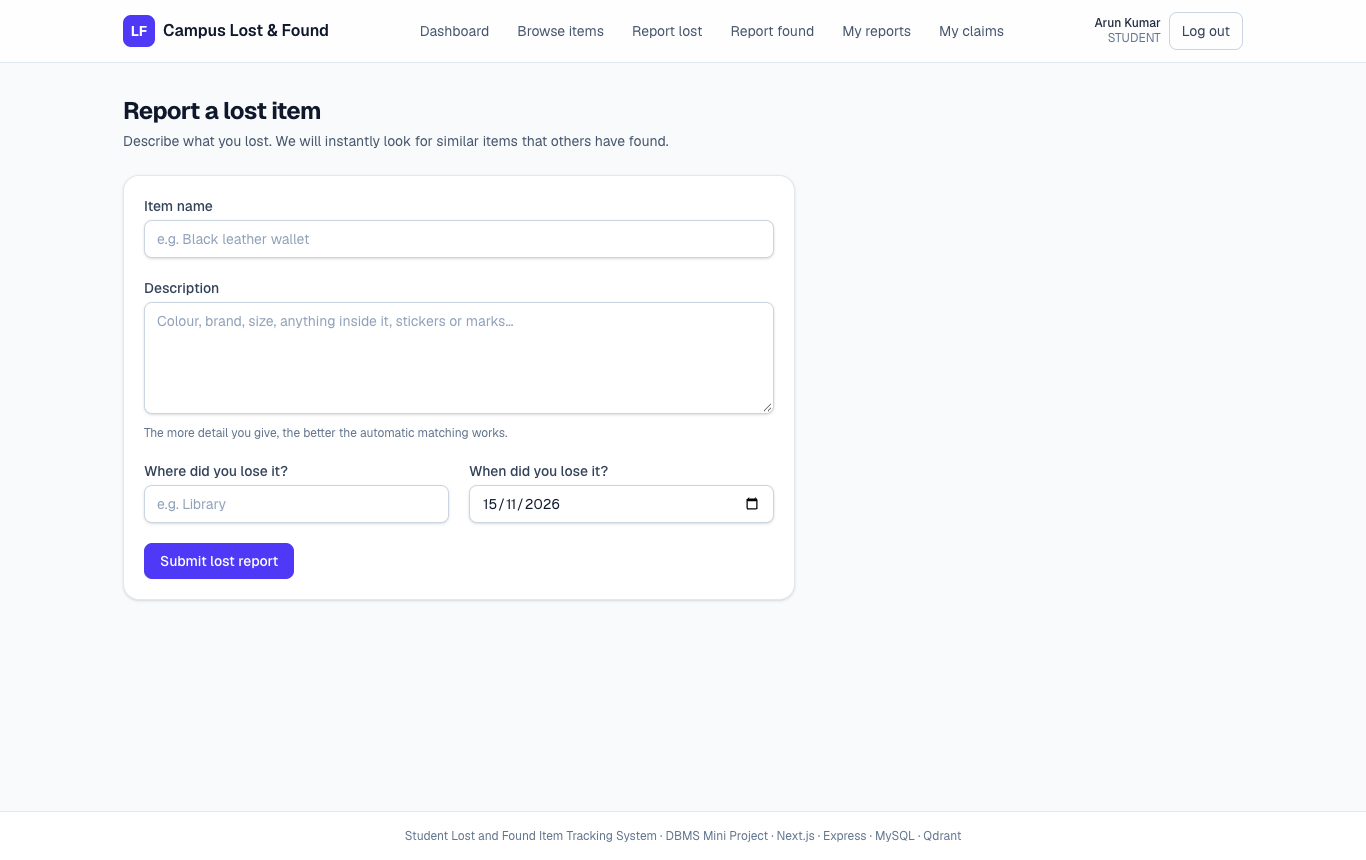 LF Campus Lost & Found Dashboard Browse items Report lost Report found My reports My claims Arun Kumar Log out
STUDENT
Report a lost item
Describe what you lost. We will instantly look for similar items that others have found.
Item name
e.g. Black leather wallet
Description
Colour, brand, size, anything inside it, stickers or marks…
The more detail you give, the better the automatic matching works.
Where did you lose it? When did you lose it?
e.g. Library 15/11/2026
Submit lost report
Student Lost and Found Item Tracking System · DBMS Mini Project · Next.js · Express · MySQL · Qdrant